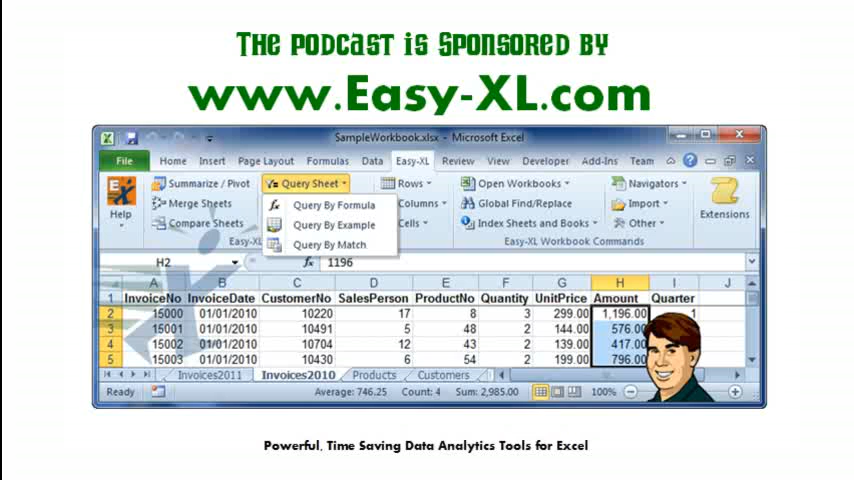 The podcast is Sponsored by
www.Easy-XL.com
SampleWorkbook.xlsx - Microsoft Excel
File Home Insert Page Layout Formulas Data Easy-XL Review View Developer Add-Ins Team
Summarize / Pivot Query Sheet Rows Open Workbooks Navigators
Merge Sheets Query By Formula Columns Global Find/Replace Import
Help Compare Sheets Query By Example Cells Index Sheets and Books Other Extensions
Query By Match
Easy-XL Easy-XL Workbook Commands
H2 fx 1196
A B C D E F G H I J
1 InvoiceNo InvoiceDate CustomerNo SalesPerson ProductNo Quantity UnitPrice Amount Quarter
2 15000 01/01/2010 10220 17 8 3 299.00 1,196.00 1
3 15001 01/01/2010 10491 5 48 2 144.00 576.00
4 15002 01/01/2010 10704 12 43 2 139.00 417.00
5 15003 01/01/2010 10430 6 54 2 199.00 796.00
Invoices2011 Invoices2010 Products Customers
Ready Average: 746.25 Count: 4 Sum: 2,985.00 100%
Powerful, Time Saving Data Analytics Tools for Excel